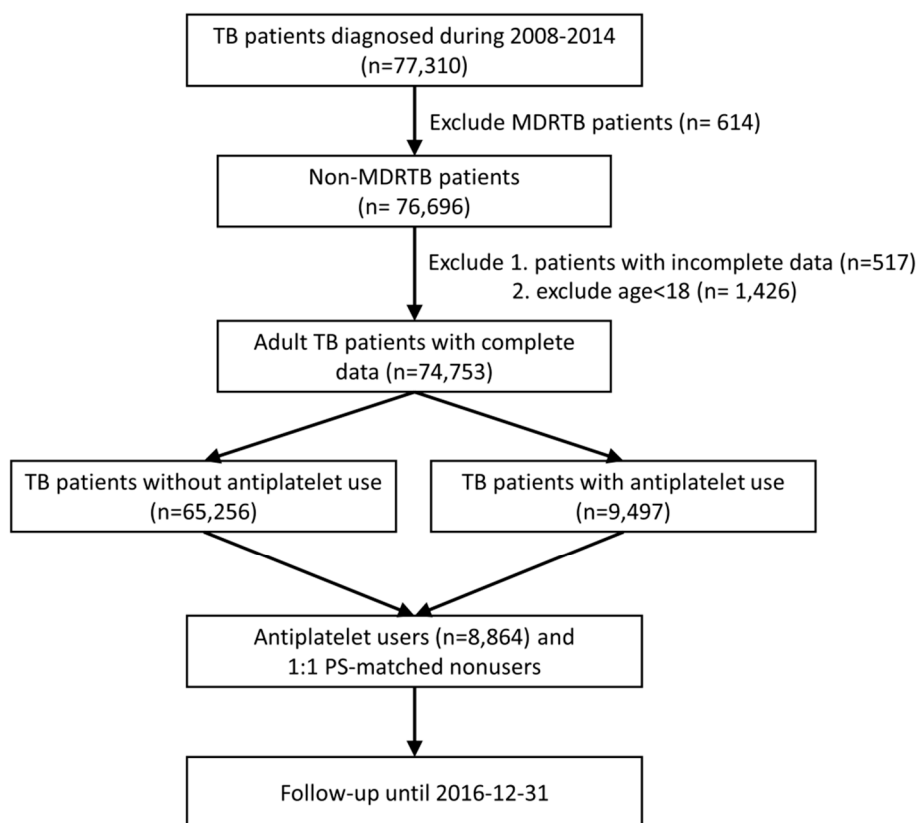 TB patients diagnosed during 2008-2014
(n=77,310)
Exclude MDRTB patients (n= 614)
Non-MDRTB patients
(n= 76,696)
Exclude 1. patients with incomplete data (n=517)
2. exclude age<18 (n= 1,426)
Adult TB patients with complete
data (n=74,753)
TB patients without antiplatelet use
(n=65,256)
TB patients with antiplatelet use
(n=9,497)
Antiplatelet users (n=8,864) and
1:1 PS-matched nonusers
Follow-up until 2016-12-31